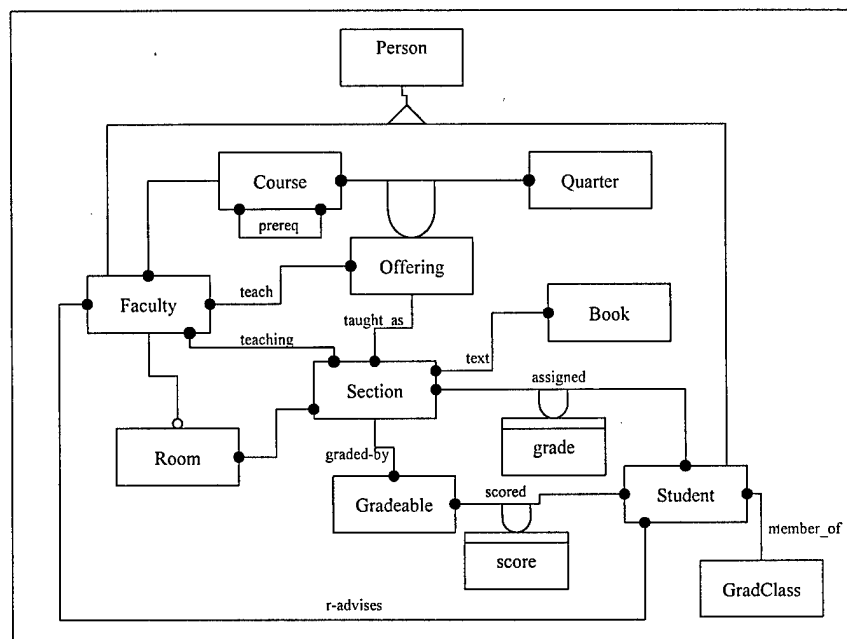 Person
Course
Quarter
prereq
Offering
Faculty
teach
taught_as
Book
teaching
text
Section
assigned
Room
graded-by
grade
Gradeable
scored
Student
score
member_of
GradClass
r-advises